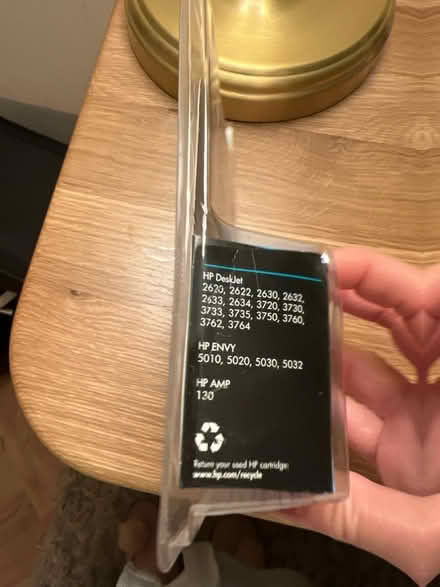 HP DeskJet
2620, 2622, 2630, 2632,
2633, 2634, 3720, 3730,
3733, 3735, 3750, 3760,
3762, 3764
HP ENVY
5010, 5020, 5030, 5032
HP AMP
130
Return your used HP cartridge:
www.hp.com/recycle